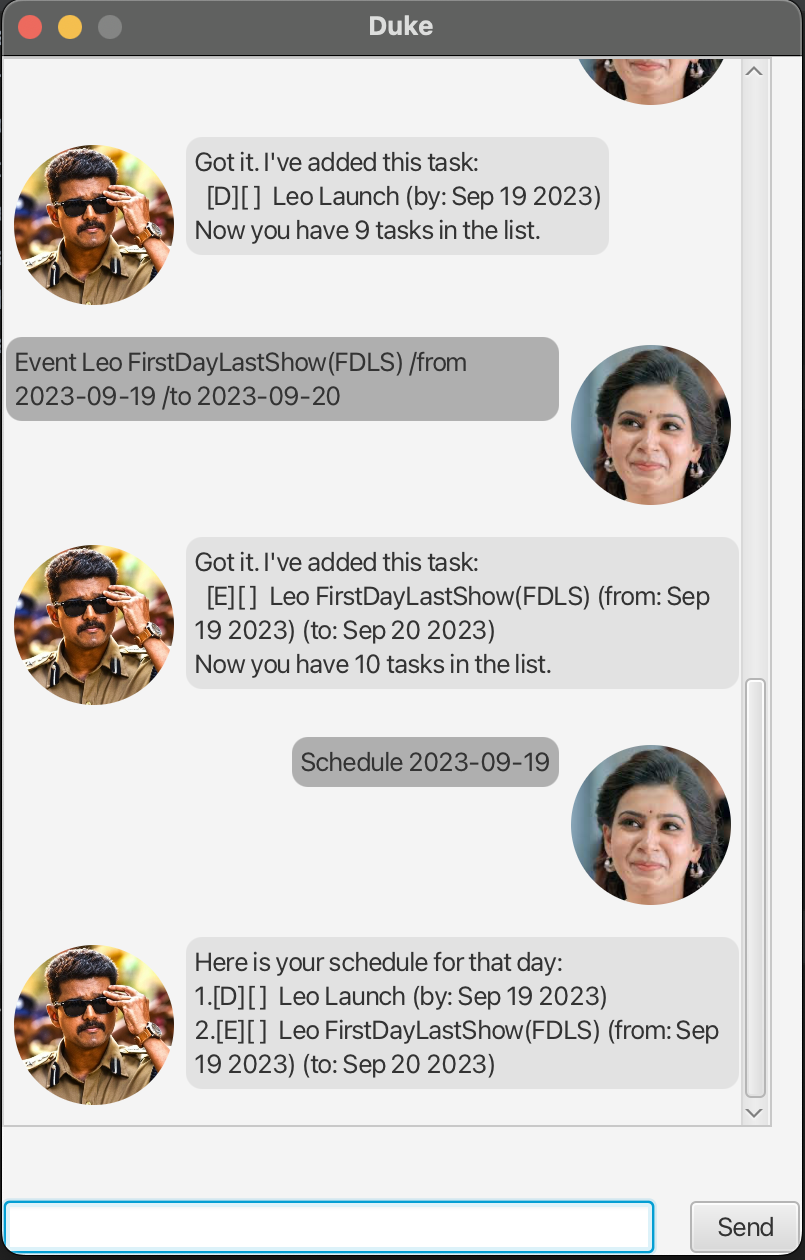 Duke
Got it. I've added this task:
[D][ ] Leo Launch (by: Sep 19 2023)
Now you have 9 tasks in the list.
Event Leo FirstDayLastShow(FDLS) /from
2023-09-19 /to 2023-09-20
Got it. I've added this task:
[E][ ] Leo FirstDayLastShow(FDLS) (from: Sep
19 2023) (to: Sep 20 2023)
Now you have 10 tasks in the list.
Schedule 2023-09-19
Here is your schedule for that day:
1.[D][ ] Leo Launch (by: Sep 19 2023)
2.[E][ ] Leo FirstDayLastShow(FDLS) (from: Sep
19 2023) (to: Sep 20 2023)
Send